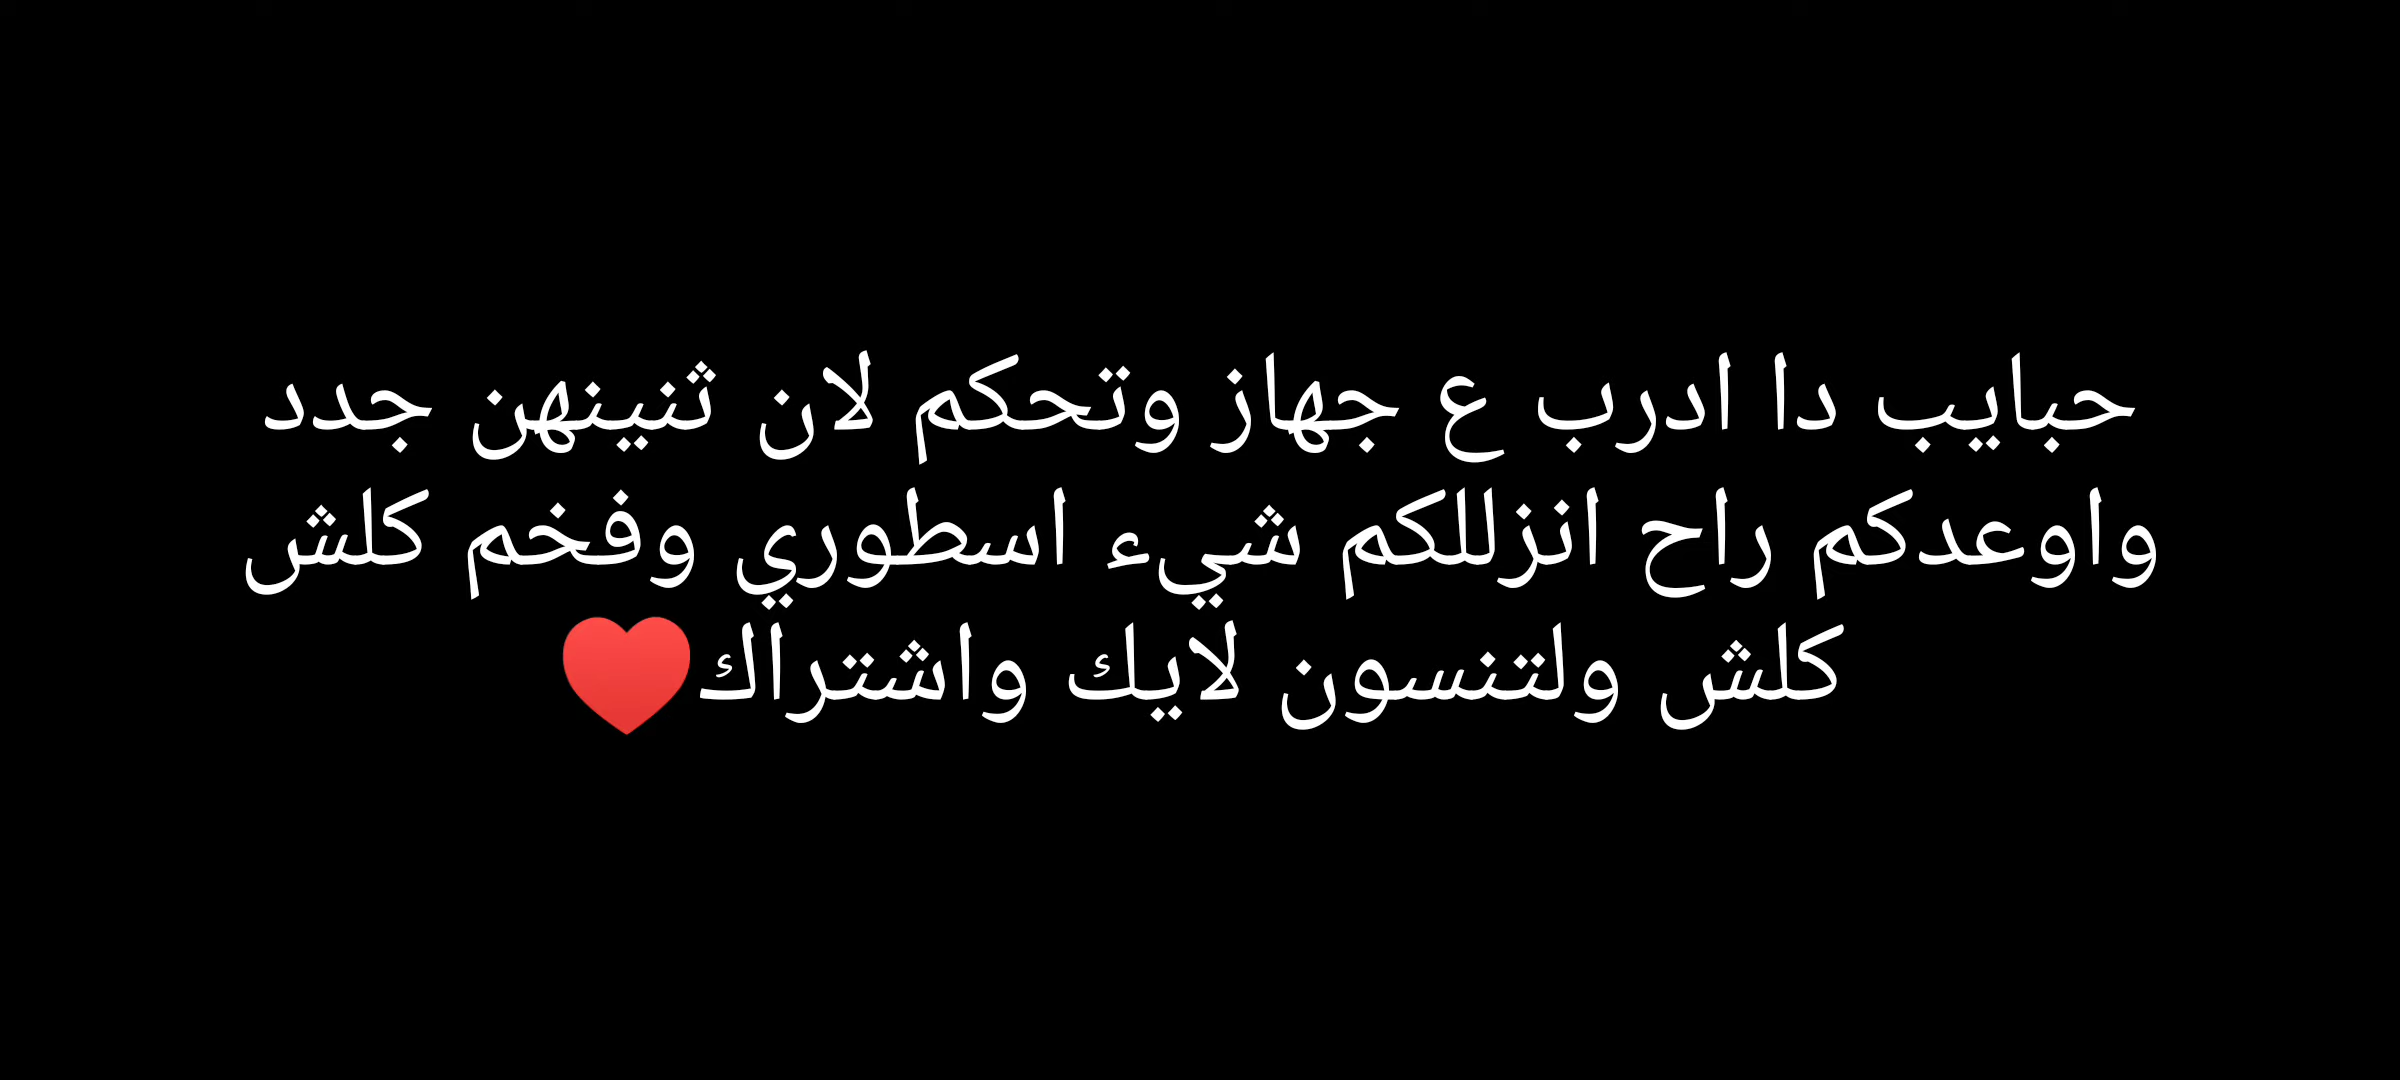 حبايب دا ادرب ع جهاز وتحكم لان ثنينهن جدد
واوعدكم راح انزللكم شيء اسطوري وفخم كلش
كلش ولتنسون لايك واشتراك♥️